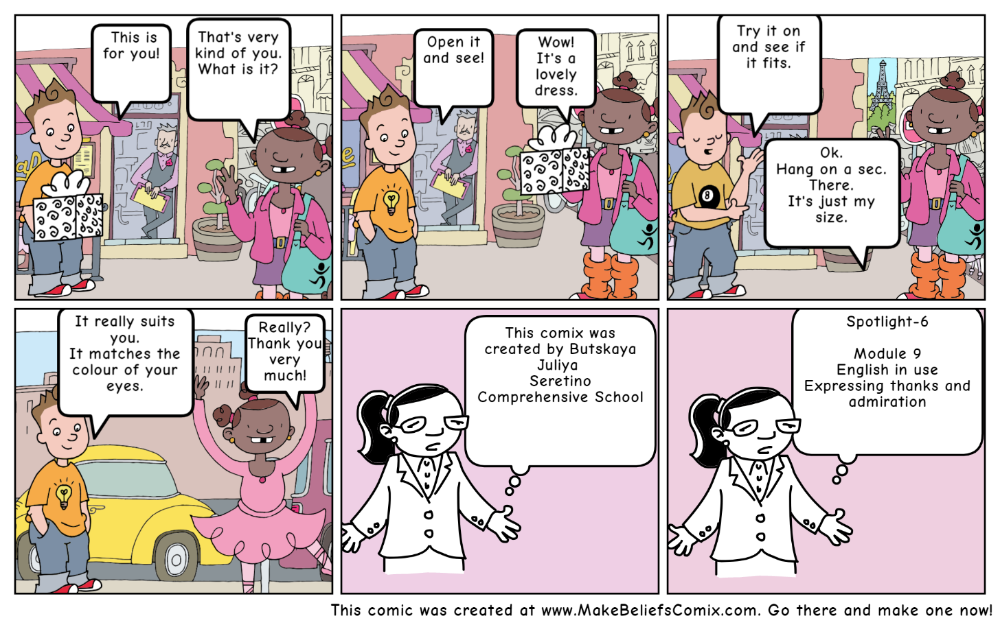 This is
for you!
That's very
kind of you.
What is it?
Open it
and see!
Wow!
It's a
lovely
dress.
Try it on
and see if
it fits.
Ok.
Hang on a sec.
There.
It's just my
size.
8
It really suits
you.
It matches the
colour of your
eyes.
Really?
Thank you
very
much!
This comix was
created by Butskaya
Juliya
Seretino
Comprehensive School
Spotlight-6
Module 9
English in use
Expressing thanks and
admiration
This comic was created at www.MakeBeliefsComix.com. Go there and make one now!